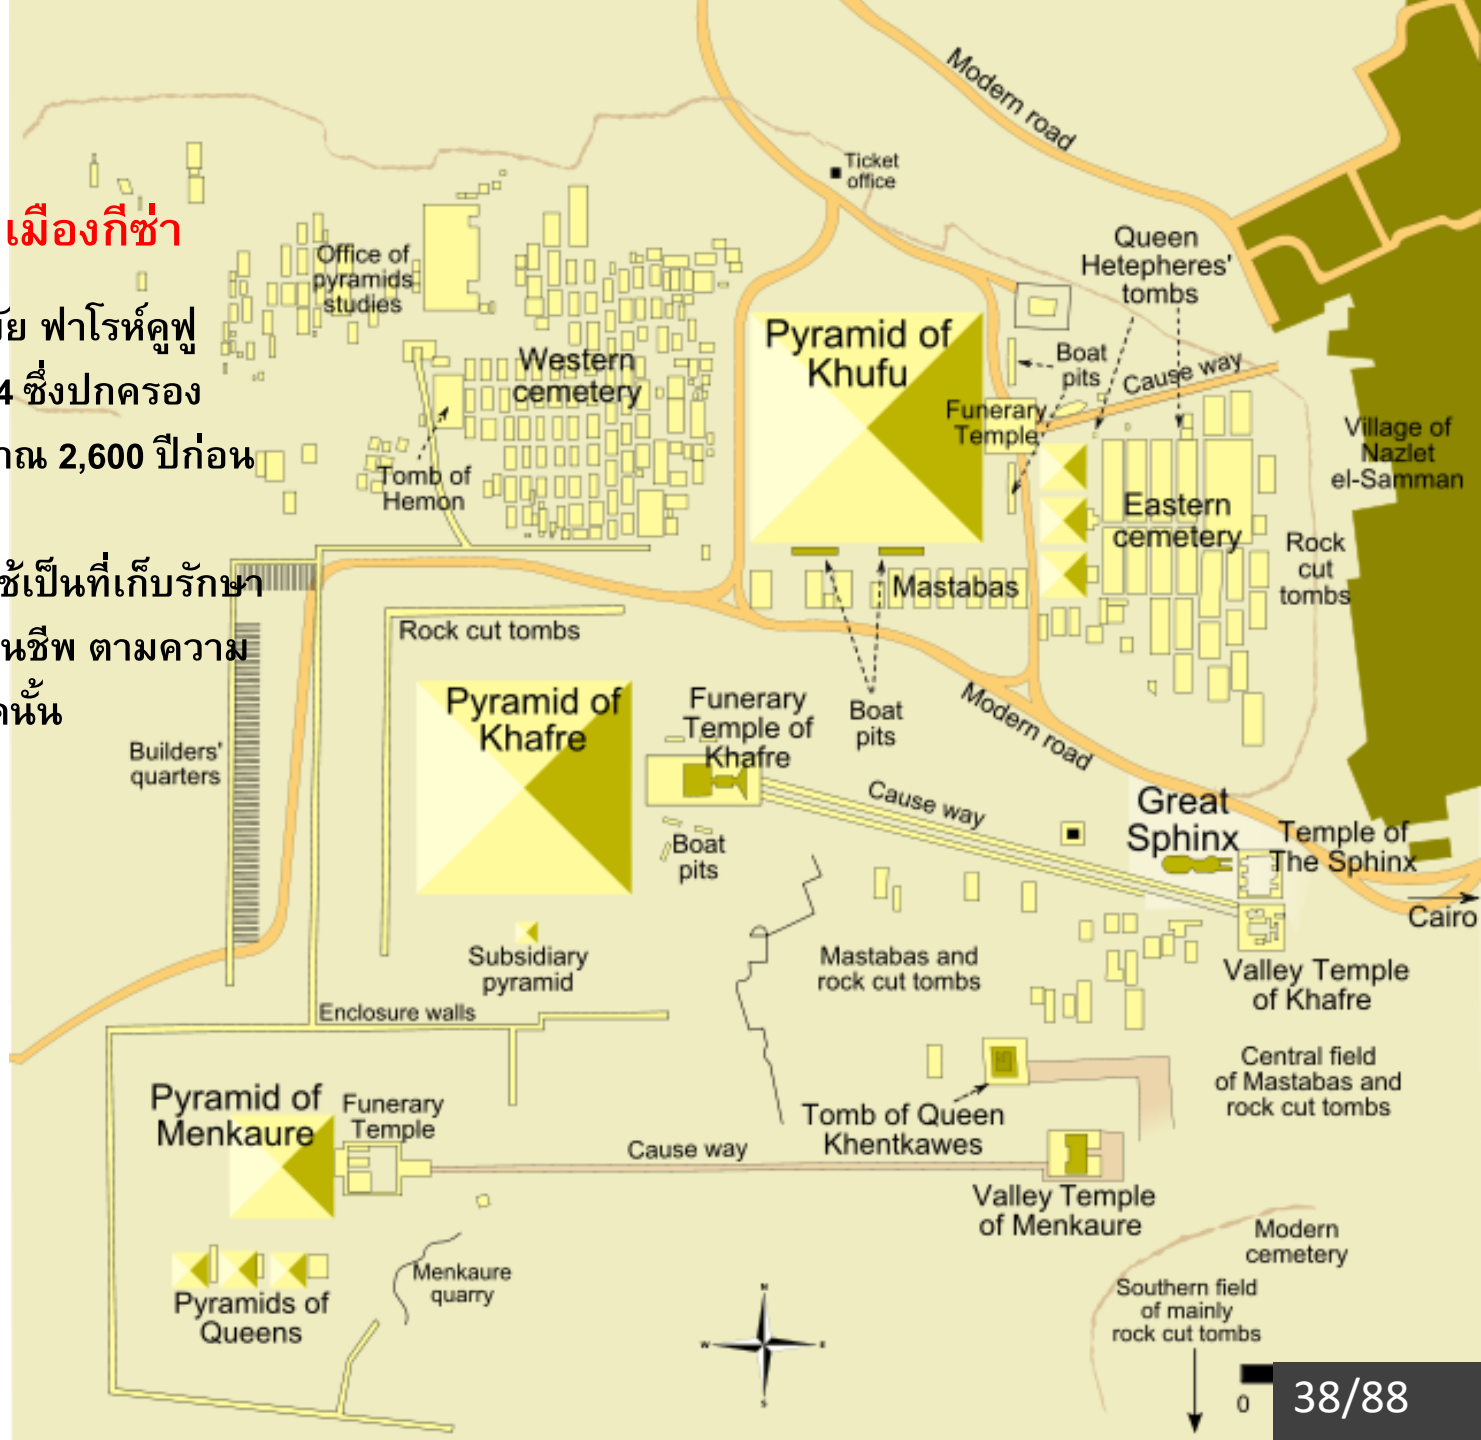 Modern road
Ticket
office
เมืองกีซ่า
Office of
pyramids
studies
Queen
Hetepheres'
tombs
ฟาโรห์คูฟู
Pyramid of
Khufu
Boat
pits
Cause way
Western
cemetery
4 ซึ่งปกครอง
Funerary
Temple
Village of
Nazlet
el-Samman
2,600 ปีก่อน
Tomb of
Hemon
Eastern
cemetery
Rock
cut
tombs
ช้เป็นที่เก็บรักษา
Mastabas
Rock cut tombs
นชีพ ตามความ
Pyramid of
Khafre
Funerary
Temple of
Khafre
Boat
pits
Modern road
นั้น
Builders'
quarters
Cause way
Great
Sphinx
Temple of
The Sphinx
Boat
pits
Cairo
Subsidiary
pyramid
Mastabas and
rock cut tombs
Valley Temple
of Khafre
Enclosure walls
Central field
of Mastabas and
rock cut tombs
Pyramid of
Menkaure
Funerary
Temple
Tomb of Queen
Khentkawes
Cause way
Valley Temple
of Menkaure
Modern
cemetery
Menkaure
quarry
Pyramids of
Queens
Southern field
of mainly
rock cut tombs
N
W
E
S
0
38/88